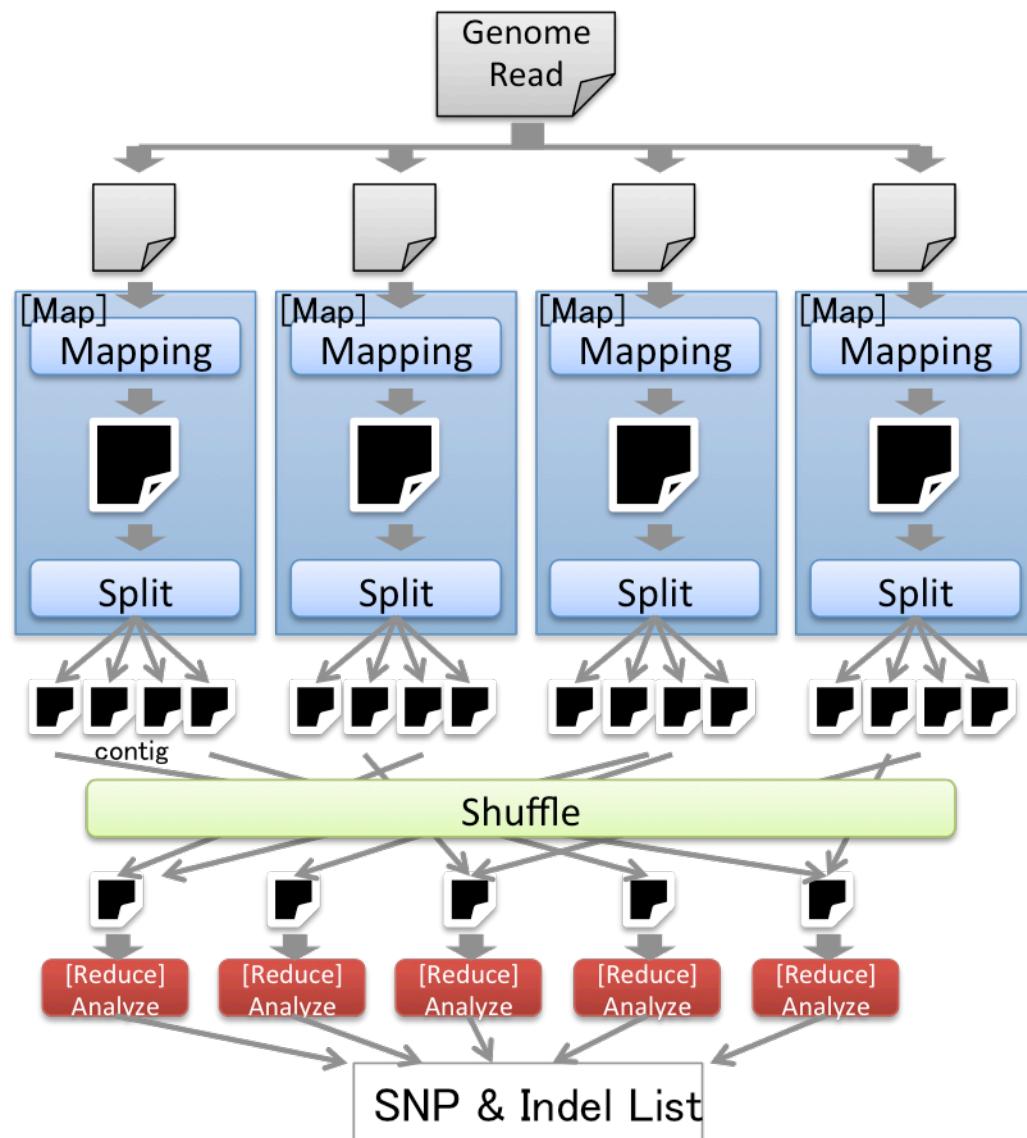 Genome
Read
[Map] [Map] [Map] [Map]
Mapping Mapping Mapping Mapping
Split Split Split Split
contig
Shuffle
[Reduce] [Reduce] [Reduce] [Reduce] [Reduce]
Analyze Analyze Analyze Analyze Analyze
SNP & Indel List